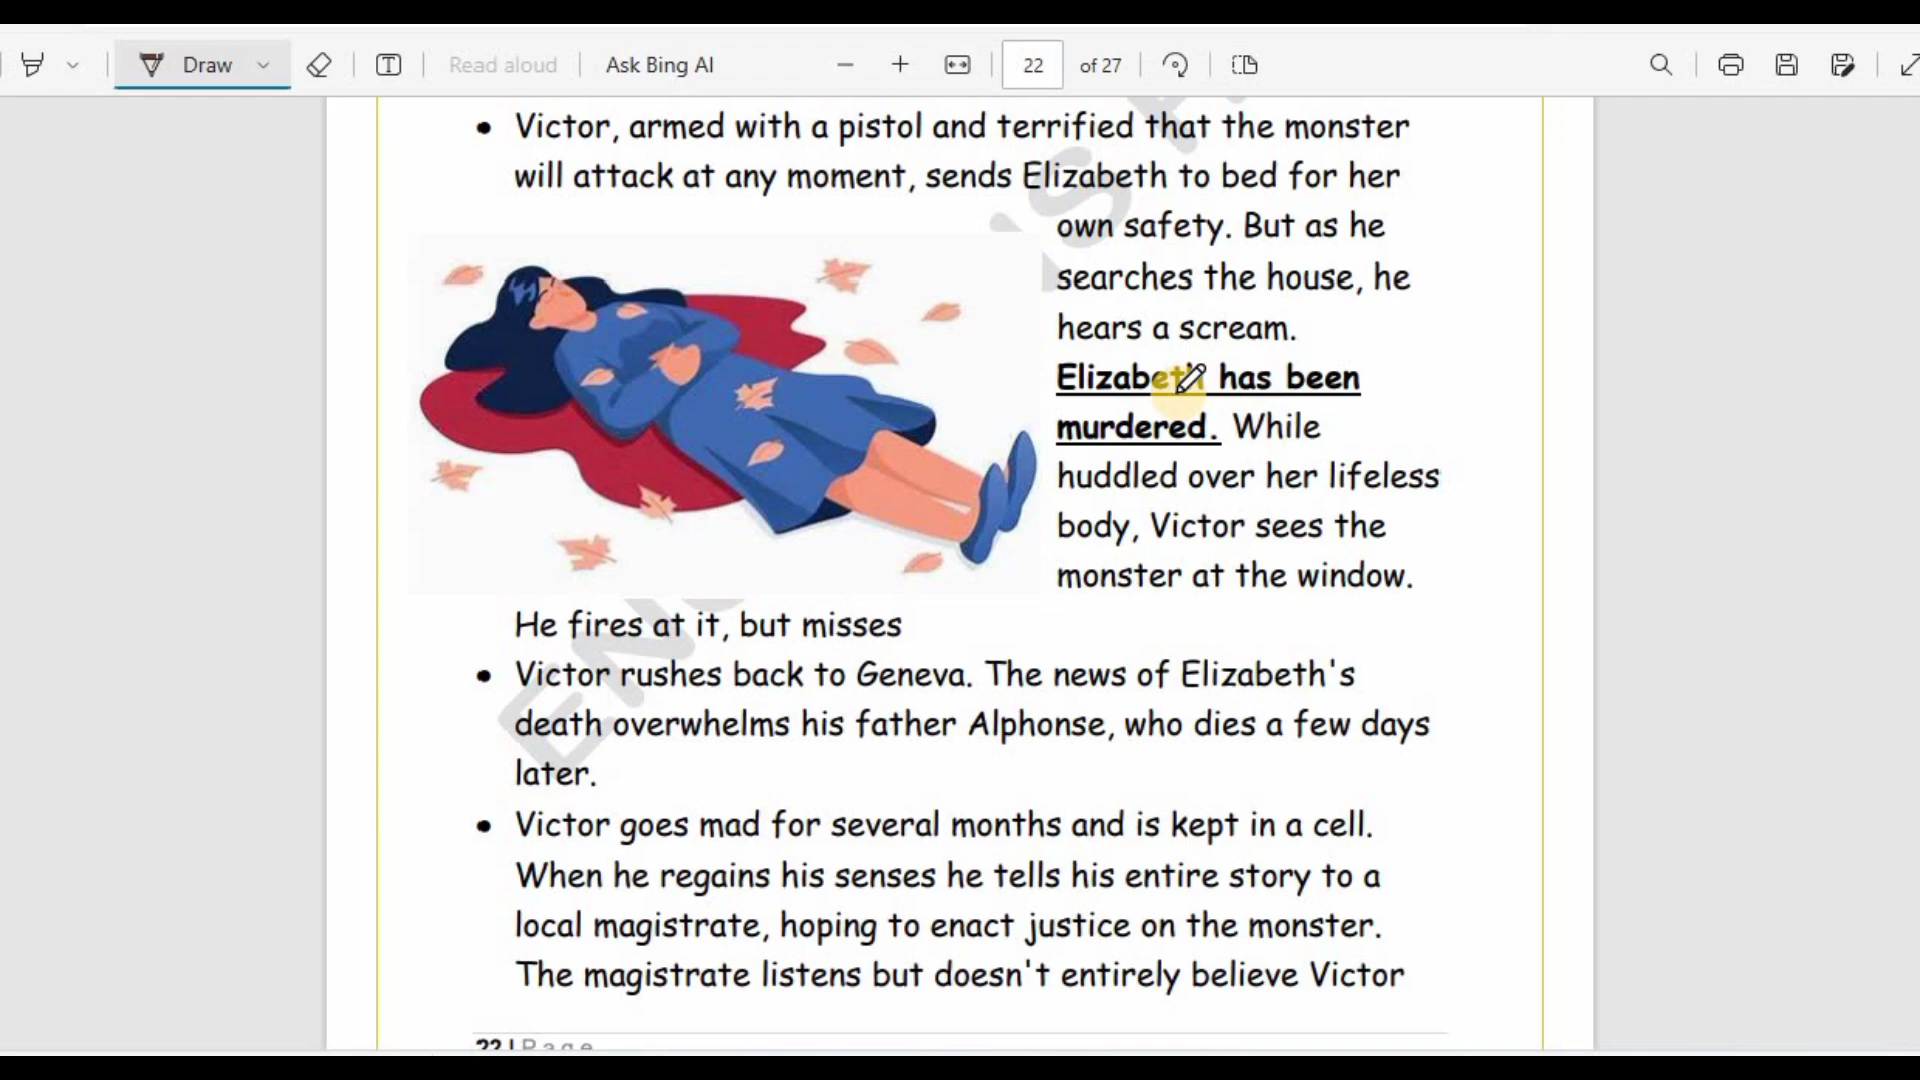 Draw
Read aloud
Ask Bing AI
22
of 27
Victor, armed with a pistol and terrified that the monster
will attack at any moment, sends Elizabeth to bed for her
own safety. But as he
searches the house, he
hears a scream.
Elizabeth has been
murdered. While
huddled over her lifeless
body, Victor sees the
monster at the window.
He fires at it, but misses
Victor rushes back to Geneva. The news of Elizabeth's
death overwhelms his father Alphonse, who dies a few days
later.
Victor goes mad for several months and is kept in a cell.
When he regains his senses he tells his entire story to a
local magistrate, hoping to enact justice on the monster.
The magistrate listens but doesn't entirely believe Victor
22 | Page